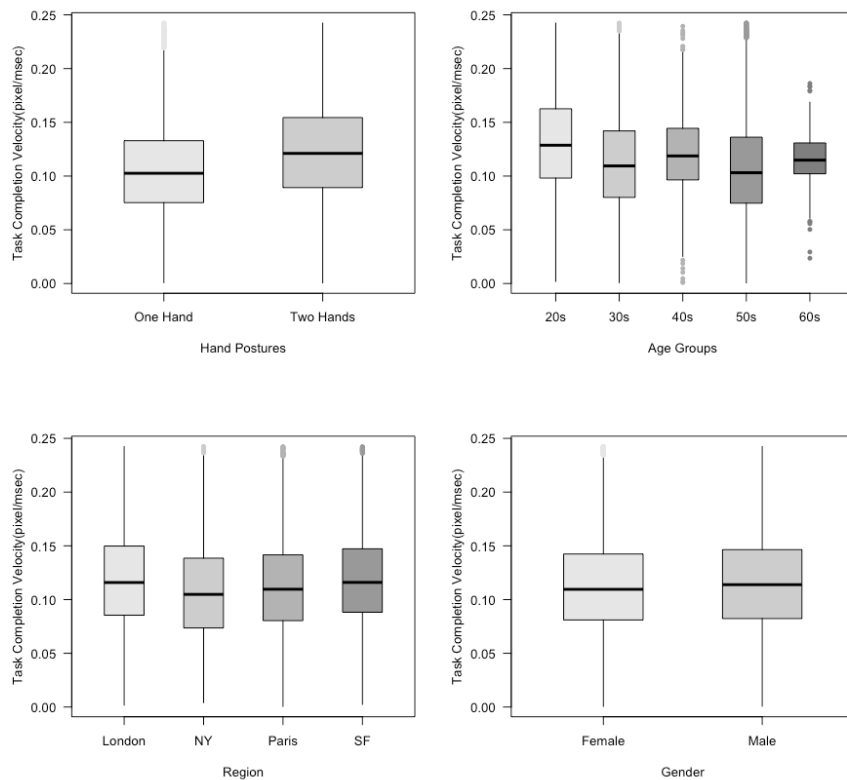 Task Completion Velocity(pixel/msec)
0.25
0.20
0.15
0.10
0.05
0.00
One Hand Two Hands
Hand Postures
Task Completion Velocity(pixel/msec)
0.25
0.20
0.15
0.10
0.05
0.00
20s 30s 40s 50s 60s
Age Groups
Task Completion Velocity(pixel/msec)
0.25
0.20
0.15
0.10
0.05
0.00
London NY Paris SF
Region
Task Completion Velocity(pixel/msec)
0.25
0.20
0.15
0.10
0.05
0.00
Female Male
Gender